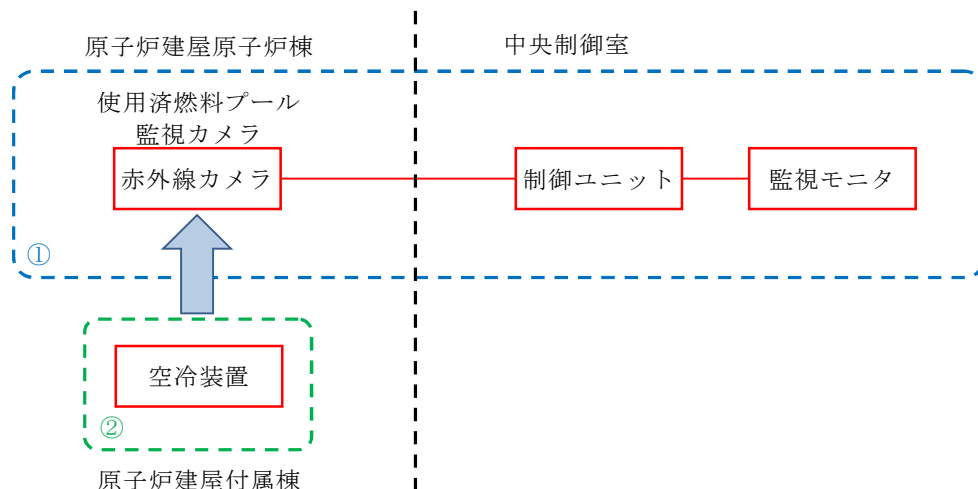 原子炉建屋原子炉棟
中央制御室
使用済燃料プール
監視カメラ
赤外線カメラ
制御ユニット
監視モニタ
①
空冷装置
②
原子炉建屋付属棟